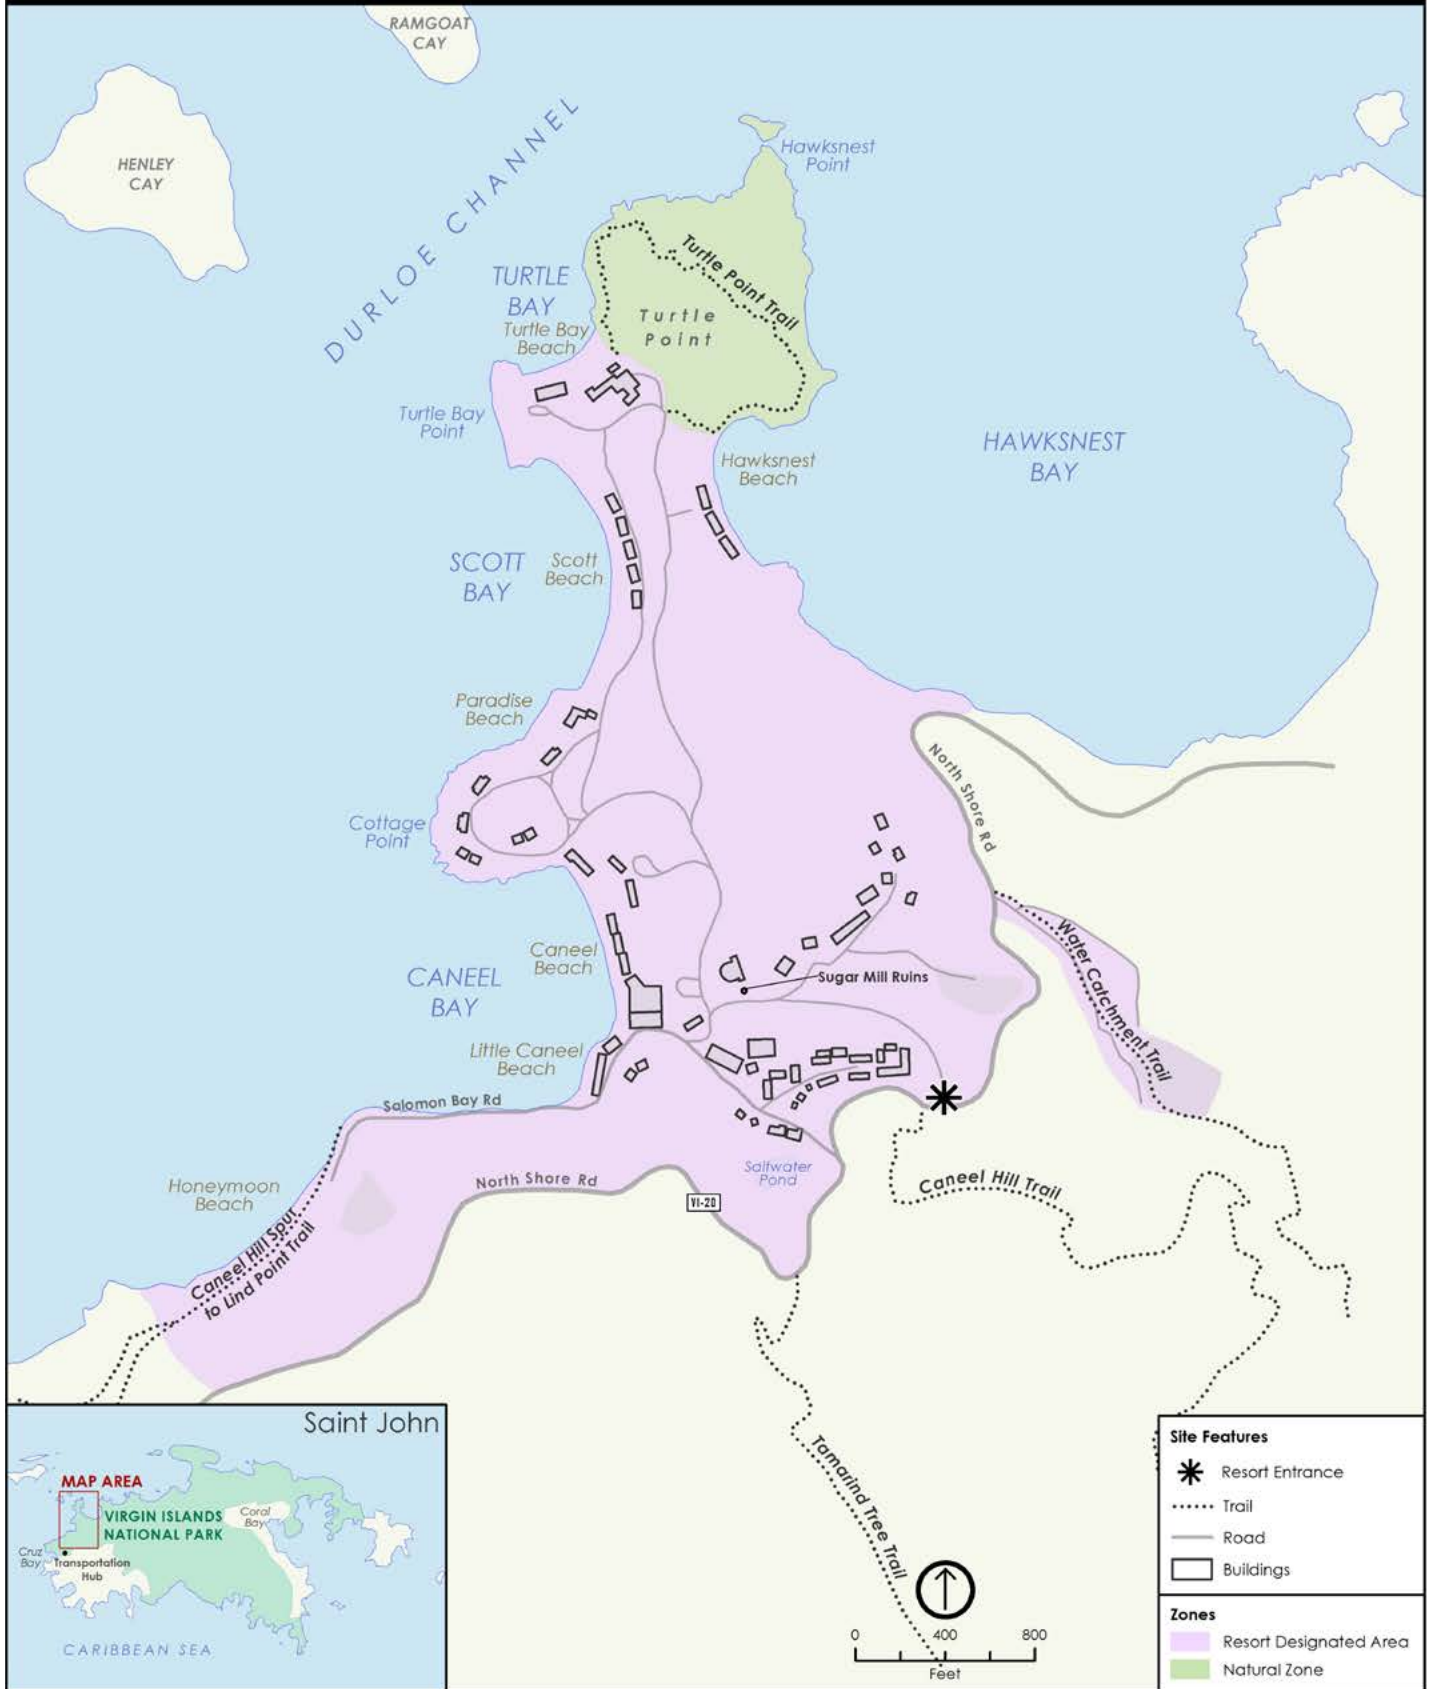 RAMGOAT
CAY
HENLEY
CAY
DURLOE CHANNEL
Hawksnest
Point
TURTLE
BAY
Turtle Bay
Beach
Turtle Point Trail
Turtle
Point
Turtle Bay
Point
Hawksnest
Beach
HAWKSNEST
BAY
SCOTT
BAY
Scott
Beach
Paradise
Beach
North Shore Rd
Cottage
Point
Caneel
Beach
CANEEL
BAY
Sugar Mill Ruins
Water Catchment Trail
Little Caneel
Beach
Salomon Bay Rd
Honeymoon
Beach
North Shore Rd
VI-20
Saltwater
Pond
Caneel Hill Trail
Caneel Hill Spur
to Lind Point Trail
Tamarind Tree Trail
Saint John
MAP AREA
VIRGIN ISLANDS
NATIONAL PARK
Coral
Bay
Cruz
Bay
Transportation
Hub
CARIBBEAN SEA
0 400 800
Feet
Site Features
Resort Entrance
Trail
Road
Buildings
Zones
Resort Designated Area
Natural Zone